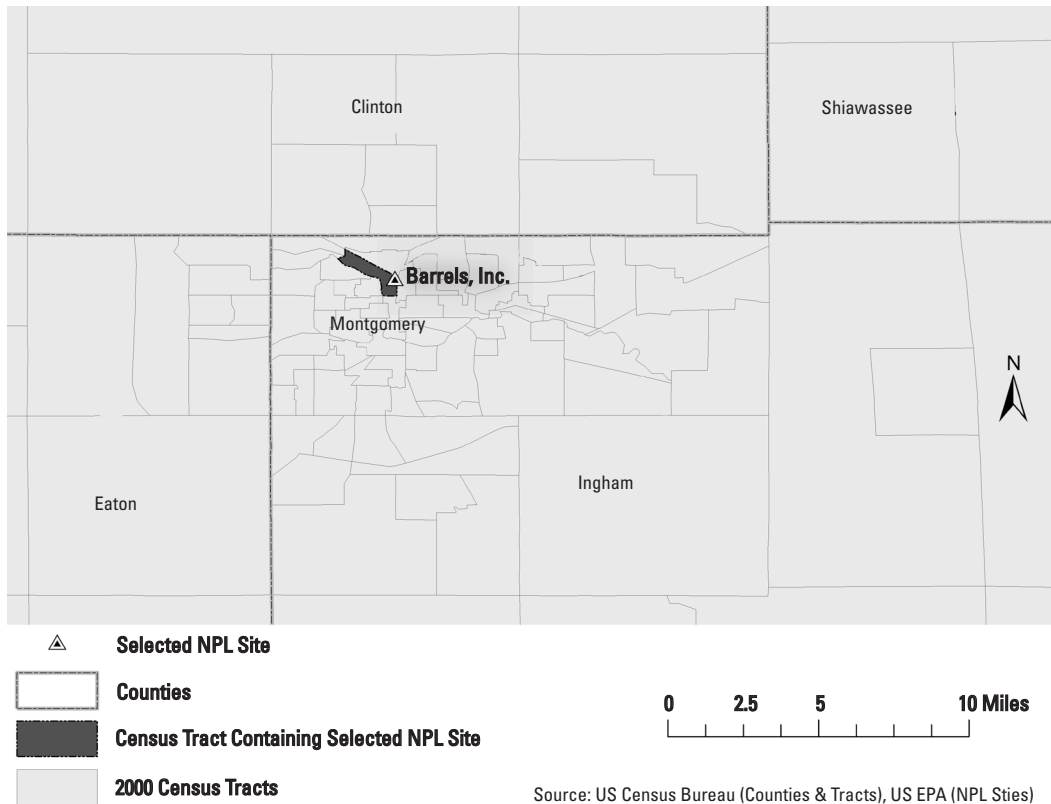 Clinton
Shiawassee
Barrels, Inc.
Montgomery
N
Ingham
Eaton
Selected NPL Site
Counties
Census Tract Containing Selected NPL Site
2000 Census Tracts
0 2.5 5 10 Miles
Source: US Census Bureau (Counties & Tracts), US EPA (NPL Sties)